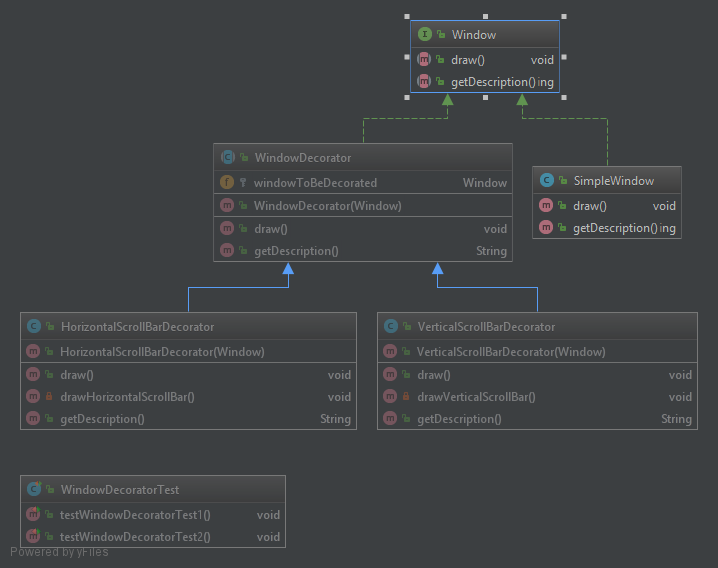 I Window
m draw() void
m getDescription() ing
C WindowDecorator
f windowToBeDecorated Window
m WindowDecorator(Window)
m draw() void
m getDescription() String
C SimpleWindow
m draw() void
m getDescription() ing
C HorizontalScrollBarDecorator
m HorizontalScrollBarDecorator(Window)
m draw() void
m drawHorizontalScrollBar() void
m getDescription() String
C VerticalScrollBarDecorator
m VerticalScrollBarDecorator(Window)
m draw() void
m drawVerticalScrollBar() void
m getDescription() String
C WindowDecoratorTest
m testWindowDecoratorTest1() void
m testWindowDecoratorTest2() void
Powered by yFiles